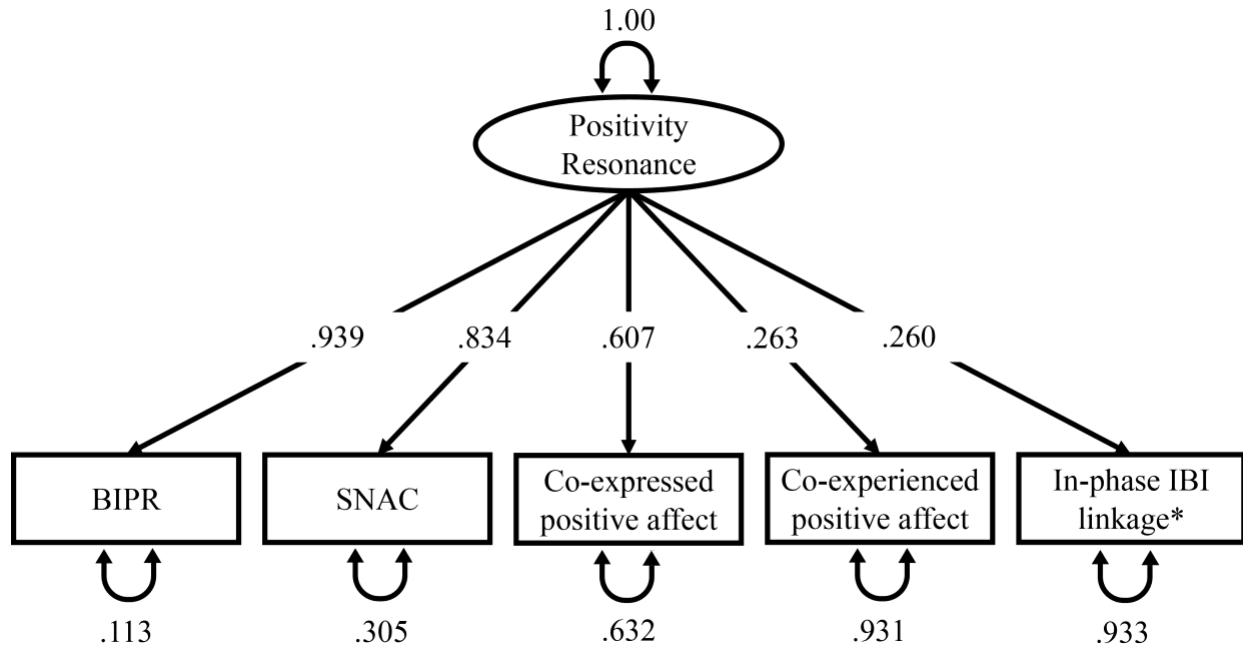 1.00
Positivity
Resonance
.939 .834 .607 .263 .260
BIPR
SNAC
Co-expressed
positive affect
Co-experienced
positive affect
In-phase IBI
linkage*
.113 .305 .632 .931 .933